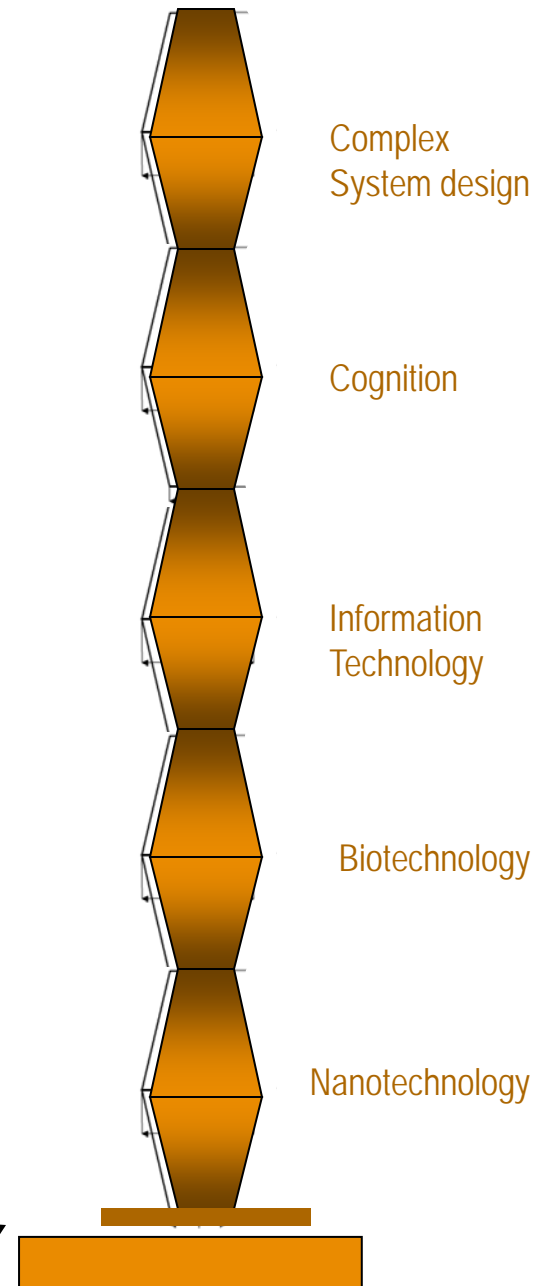 Complex
System design
Cognition
Information
Technology
Biotechnology
Nanotechnology